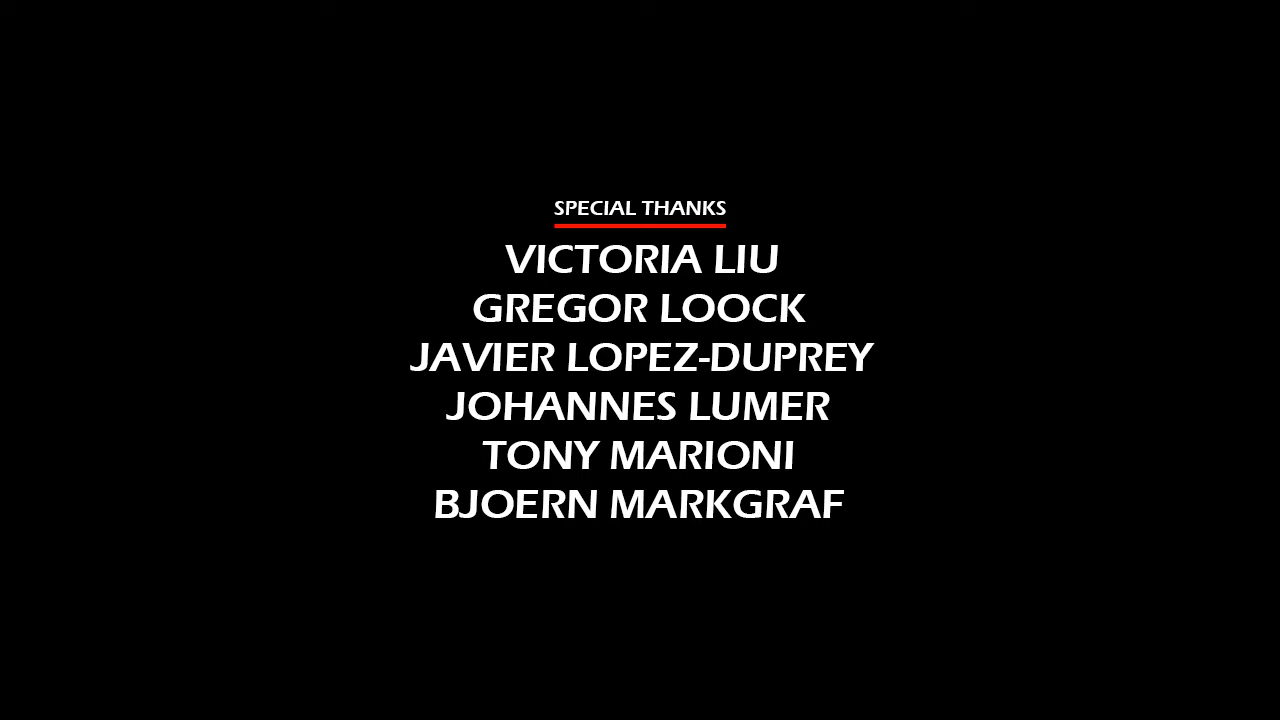 SPECIAL THANKS
VICTORIA LIU
GREGOR LOOCK
JAVIER LOPEZ-DUPREY
JOHANNES LUMER
TONY MARIONI
BJOERN MARKGRAF